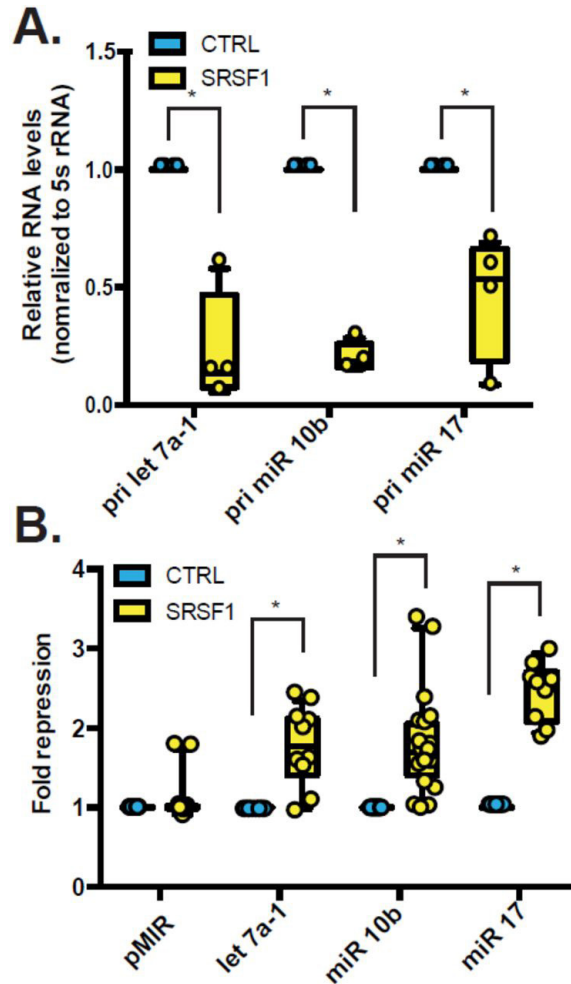 A.
CTRL
SRSF1
*
*
*
Relative RNA levels
(nomralized to 5s rRNA)
1.5
1.0
0.5
0.0
pri let 7a-1
pri miR 10b
pri miR 17
B.
CTRL
SRSF1
*
*
*
Fold repression
4
3
2
1
0
pMIR
let 7a-1
miR 10b
miR 17